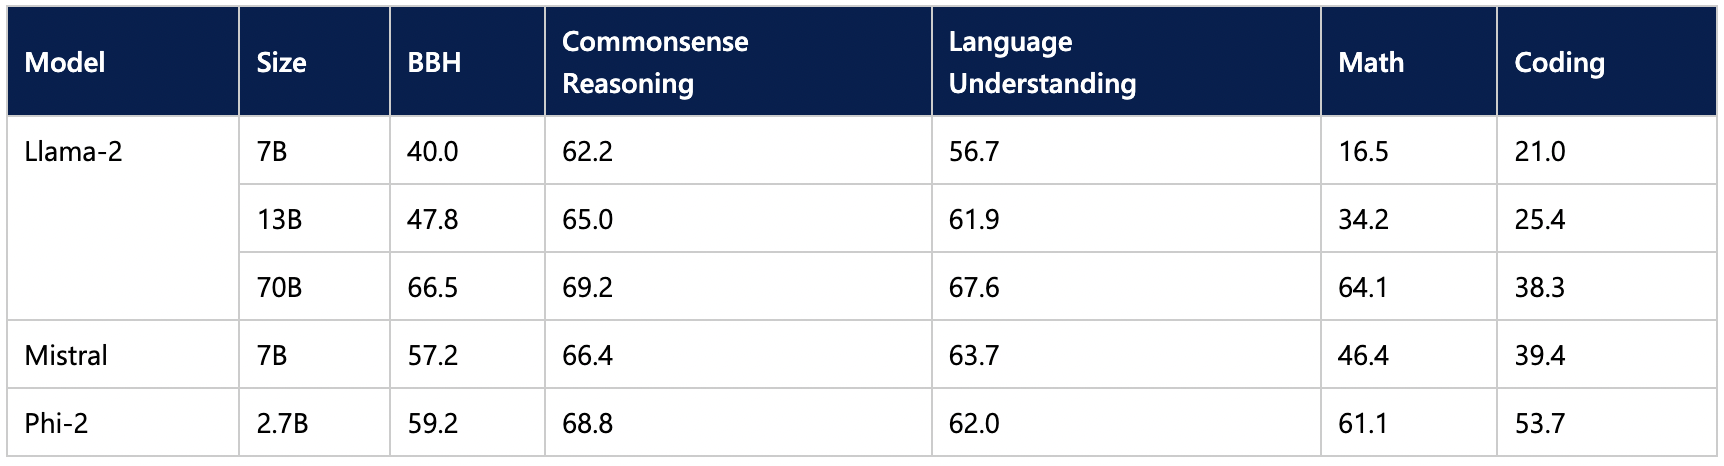 Model Size BBH Commonsense Reasoning Language Understanding Math Coding
Llama-2 7B 40.0 62.2 56.7 16.5 21.0
13B 47.8 65.0 61.9 34.2 25.4
70B 66.5 69.2 67.6 64.1 38.3
Mistral 7B 57.2 66.4 63.7 46.4 39.4
Phi-2 2.7B 59.2 68.8 62.0 61.1 53.7